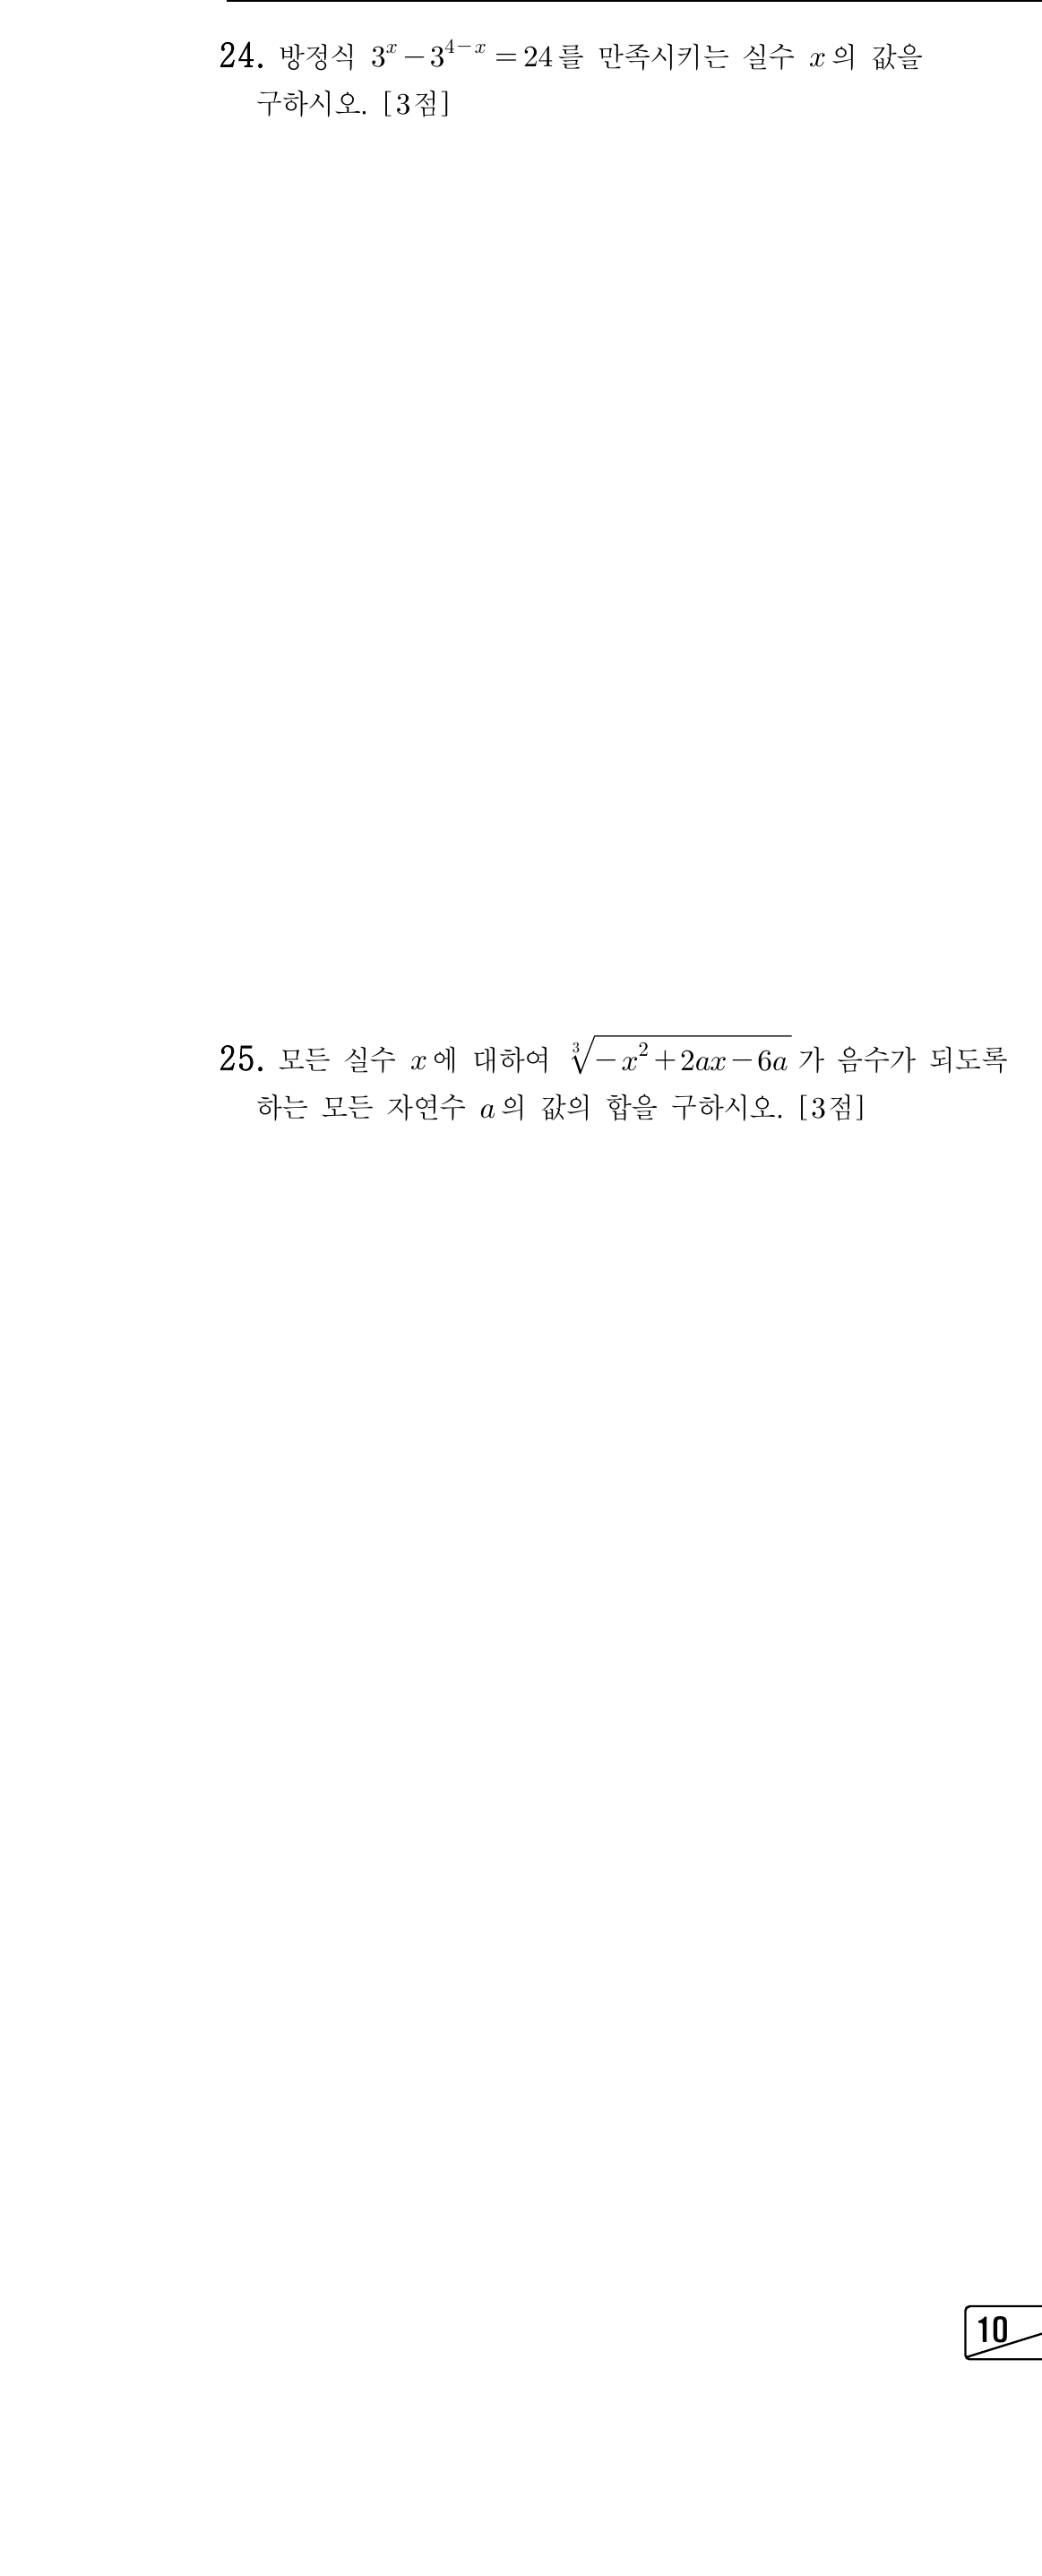 24. 방정식 $3^{x}-3^{4-x}=24$를 만족시키는 실수 $x$의 값을
구하시오. [3점]
25. 모든 실수 $x$에 대하여 $\sqrt[3]{-x^{2}+2ax-6a}$ 가 음수가 되도록
하는 모든 자연수 $a$의 값의 합을 구하시오. [3점]
10